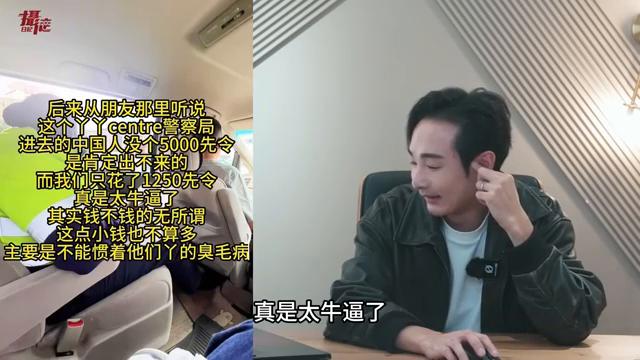 摄
日记
后来从朋友那里听说
这个丫丫centre警察局
进去的中国人没个5000先令
是肯定出不来的
而我们只花了1250先令
真是太牛逼了
其实钱不钱的无所谓
这点小钱也不算多
主要是不能惯着他们丫的臭毛病
真是太牛逼了